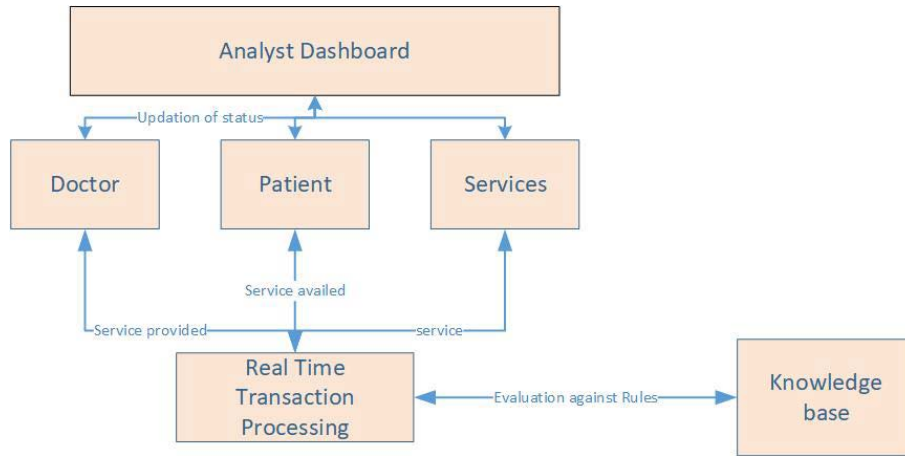 Analyst Dashboard
Updation of status
Doctor
Patient
Services
Service availed
Service provided
service
Real Time
Transaction
Processing
Evaluation against Rules
Knowledge
base